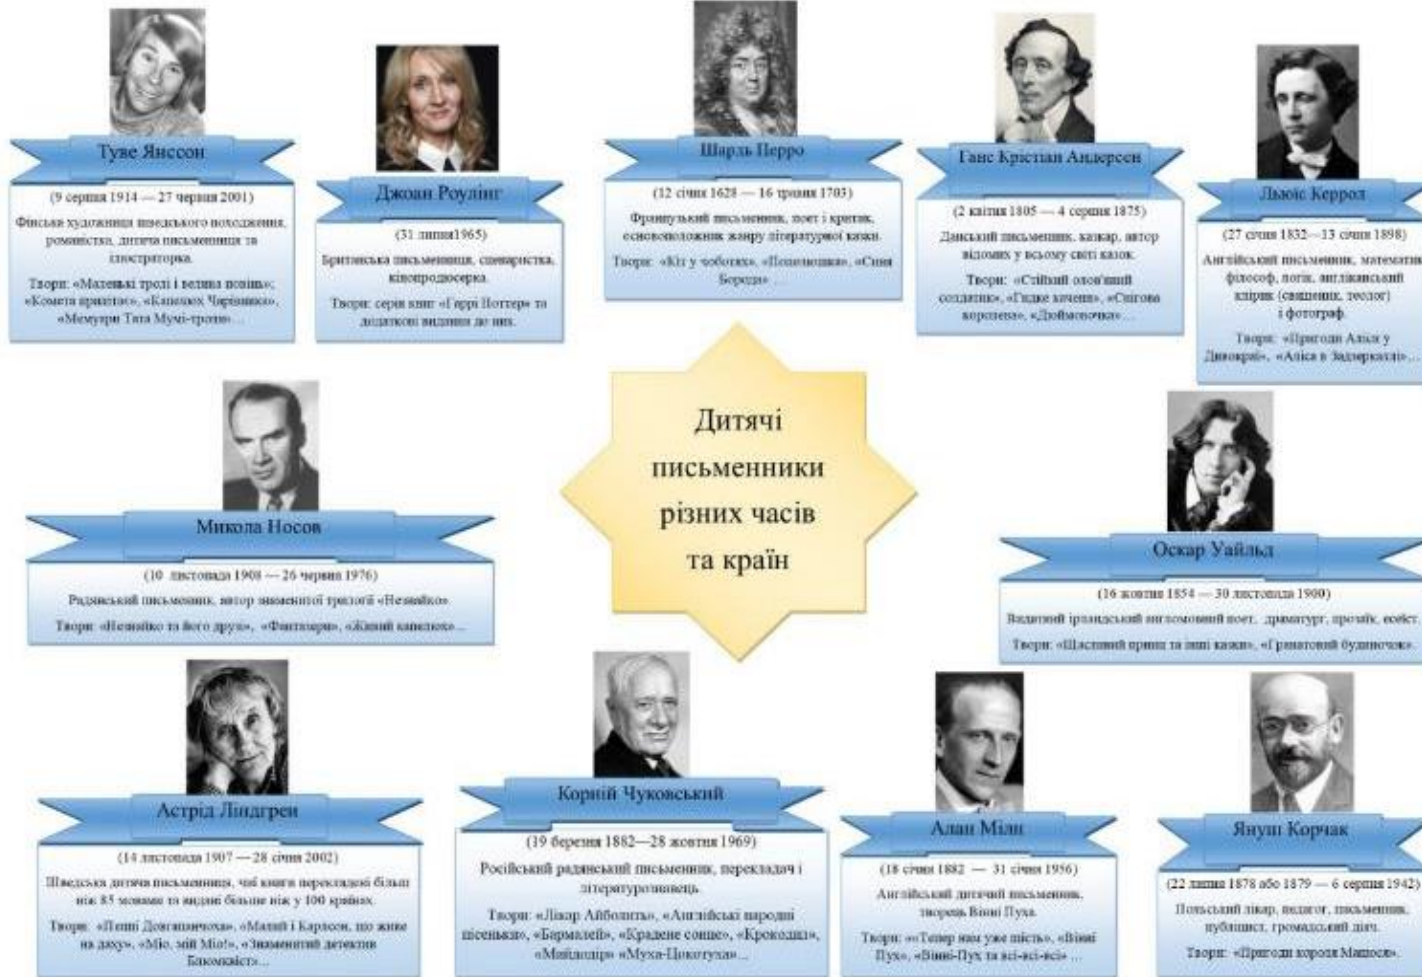 Туве Янссон
(9 серпня 1914 — 27 червня 2001)
Фінська художниця шведського походження,
романістка, дитяча письменниця та
ілюстраторка.
Твори: «Маленькі тролі і велика повінь»;
«Комета прилітає», «Капелюх Чарівника»,
«Мемуари Тата Мумі-троля»…
Джоан Роулінг
(31 липня1965)
Британська письменниця, сценаристка,
кінопродюсерка.
Твори: серія книг «Гаррі Поттер» та
додаткові видання до них.
Шарль Перро
(12 січня 1628 — 16 травня 1703)
Французький письменник, поет і критик,
основоположник жанру літературної казки.
Твори: «Кіт у чоботях», «Попелюшка», «Синя
Борода» …
Ганс Крістіан Андерсен
(2 квітня 1805 — 4 серпня 1875)
Данський письменник, казкар, автор
відомих у всьому світі казок.
Твори: «Стійкий олов'яний
солдатик», «Гидке каченя», «Снігова
королева», «Дюймовочка»…
Льюїс Керрол
(27 січня 1832—13 січня 1898)
Англійський письменник, математик,
філософ, логік, англіканський
клірик (священик, теолог)
і фотограф.
Твори: «Пригоди Аліси у
Дивокраї», «Аліса в Задзеркаллі»…
Дитячі
письменники
різних часів
та країн
Микола Носов
(10 листопада 1908 — 26 червня 1976)
Радянський письменник, автор знаменитої трилогії «Незнайко»
Твори: «Незнайко та його друзі», «Фантазери», «Живий капелюх»…
Оскар Уайльд
(16 жовтня 1854 — 30 листопада 1900)
Видатний ірландський англомовний поет, драматург, прозаїк, есеїст.
Твори: «Щасливий принц та інші казки», «Гранатовий будиночок».
Астрід Ліндгрен
(14 листопада 1907 — 28 січня 2002)
Шведська дитяча письменниця, чиї книги перекладені більш
ніж 85 мовами та видані більше ніж у 100 країнах.
Твори: «Пеппі Довгапанчоха», «Малий і Карлсон, що живе
на даху», «Міо, мій Міо!», «Знаменитий детектив
Блюмквіст»…
Корній Чуковський
(19 березня 1882—28 жовтня 1969)
Російський радянський письменник, перекладач і
літературознавець.
Твори: «Лікар Айболить», «Англійські народні
пісеньки», «Бармалей», «Крадене сонце», «Крокодил»,
«Мийдодір» «Муха-Цокотуха»…
Алан Мілн
(18 січня 1882 — 31 січня 1956)
Англійський дитячий письменник,
творець Вінні Пуха.
Твори: ««Тепер нам уже шість», «Вінні
Пух», «Вінні-Пух та всі-всі-всі» …
Януш Корчак
(22 липня 1878 або 1879 — 6 серпня 1942)
Польський лікар, педагог, письменник,
публіцист, громадський діяч.
Твори: «Пригоди короля Мацюся».